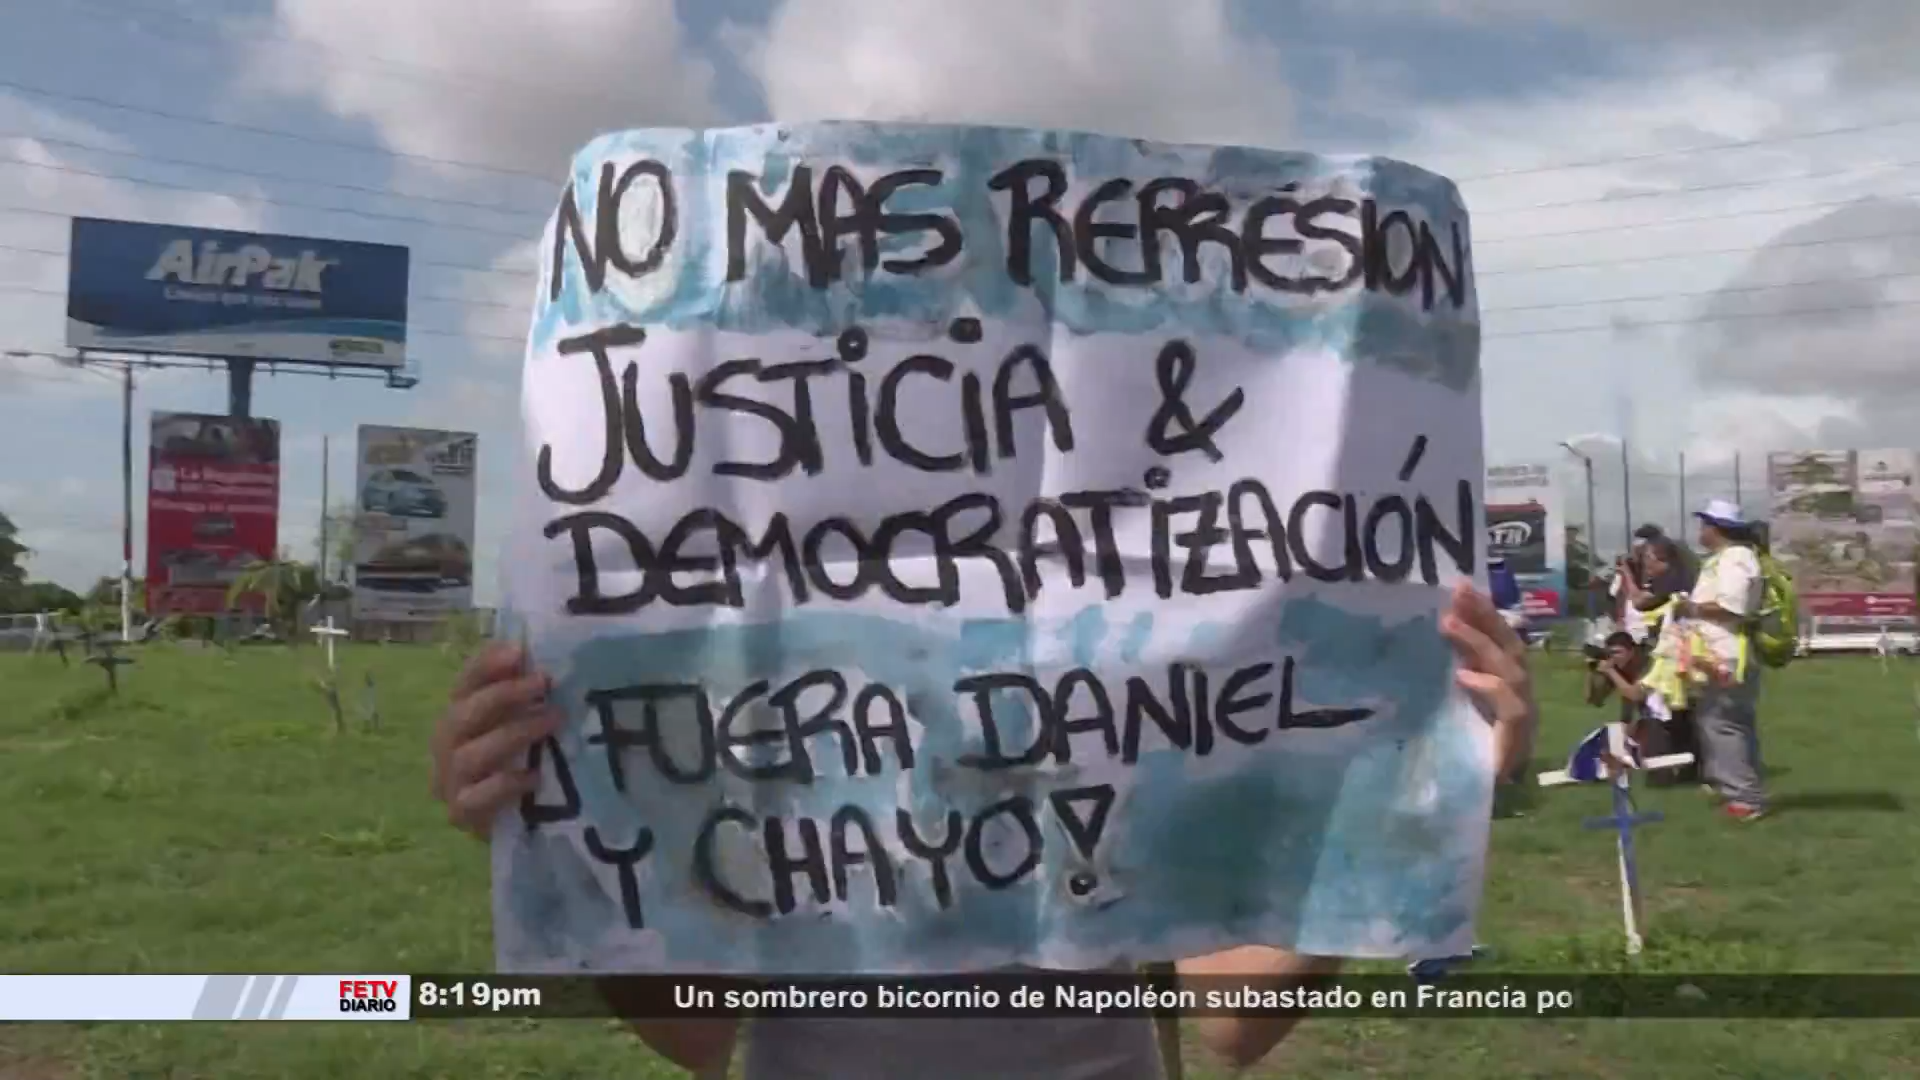 NO MAS REPRESIÓN
JUSTICIA &
DEMOCRATIZACIÓN
¡FUERA DANIEL
Y CHAYO!
AirPak
FETV
DIARIO
8:19pm
Un sombrero bicornio de Napoléon subastado en Francia po